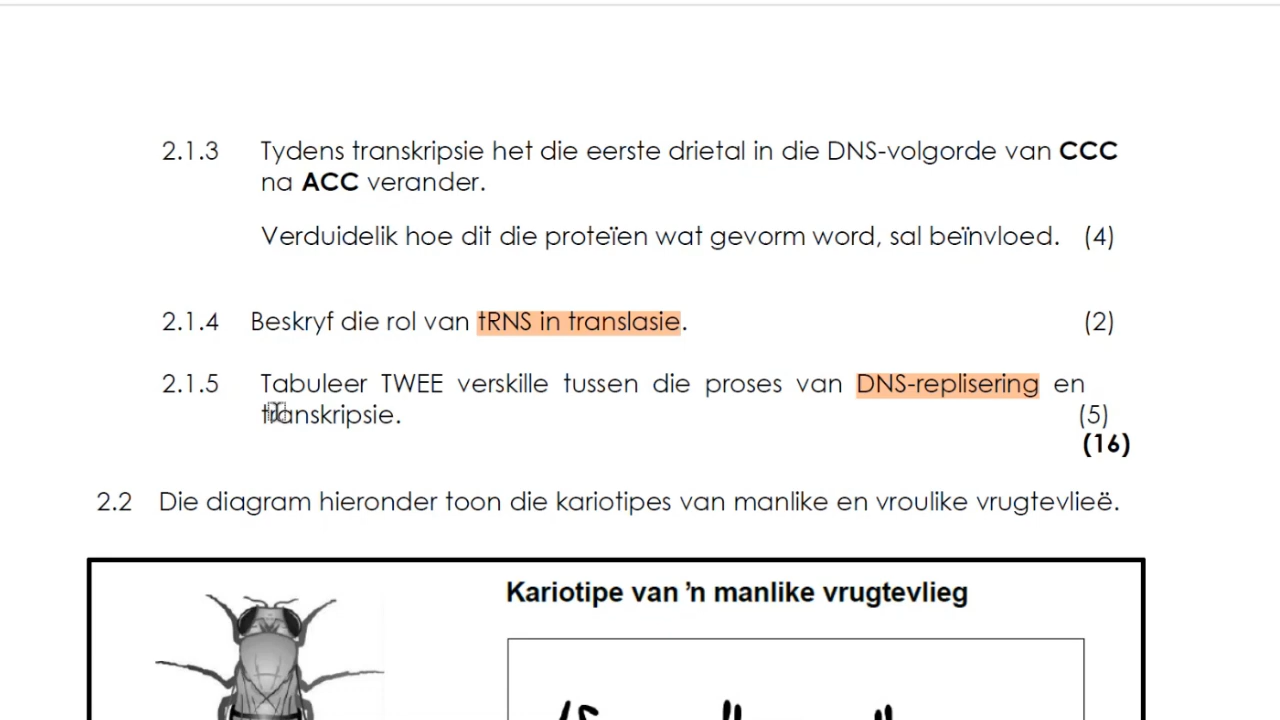 2.1.3 Tydens transkripsie het die eerste drietal in die DNS-volgorde van CCC
na ACC verander.
Verduidelik hoe dit die proteïen wat gevorm word, sal beïnvloed. (4)
2.1.4 Beskryf die rol van tRNS in translasie. (2)
2.1.5 Tabuleer TWEE verskille tussen die proses van DNS-replisering en
transkripsie. (5)
(16)
2.2 Die diagram hieronder toon die kariotipes van manlike en vroulike vrugtevlieë.
Kariotipe van ’n manlike vrugtevlieg